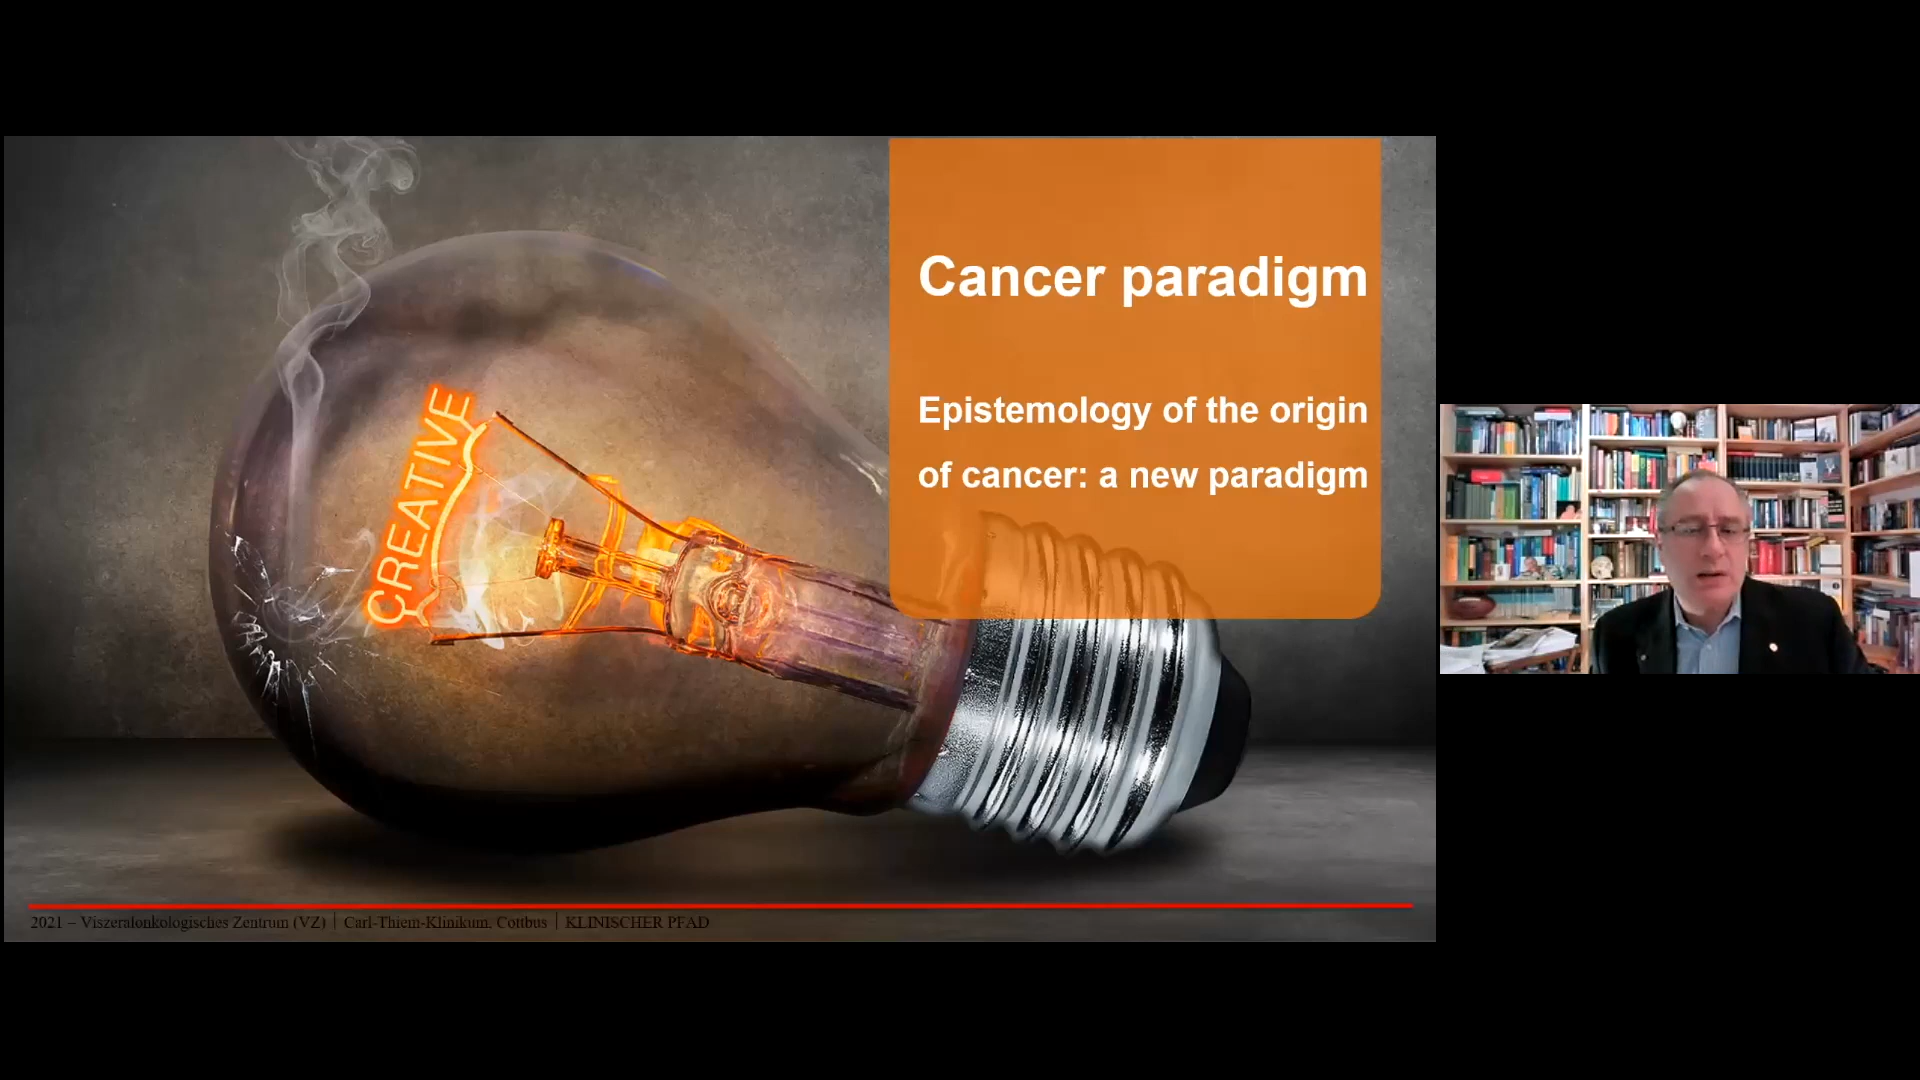 Cancer paradigm
Epistemology of the origin
of cancer: a new paradigm
CREATIVE
2021 – Viszeralonkologisches Zentrum (VZ) | Carl-Thiem-Klinikum, Cottbus | KLINISCHER PFAD